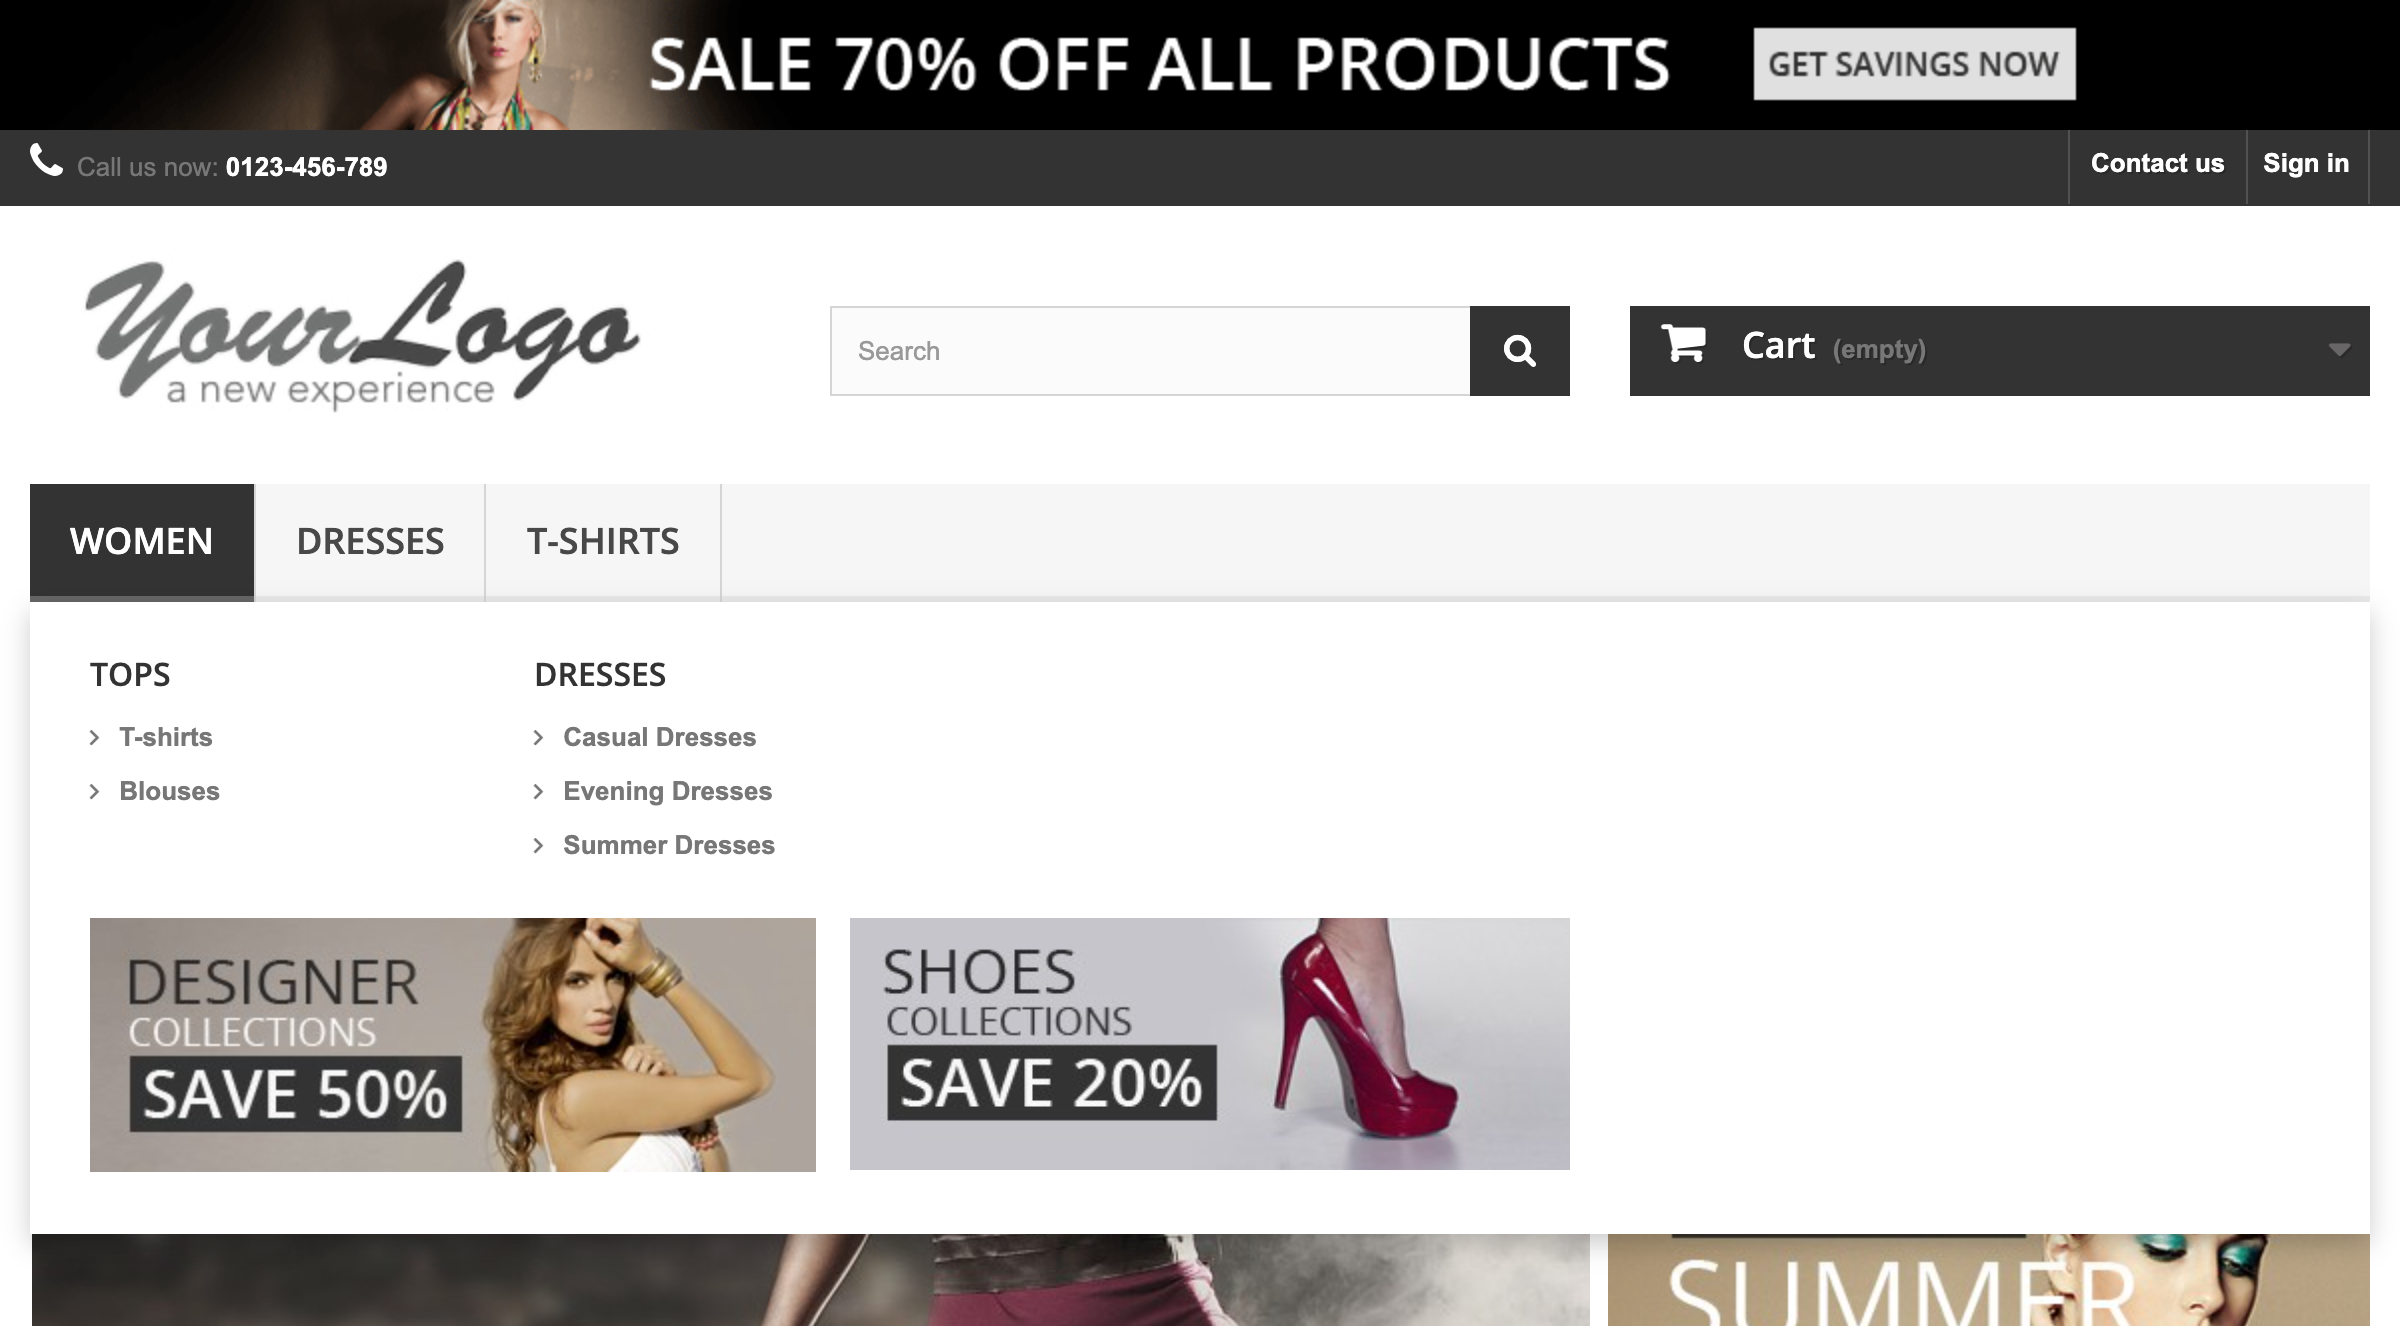 SALE 70% OFF ALL PRODUCTS
GET SAVINGS NOW
Call us now: 0123-456-789
Contact us
Sign in
YourLogo
a new experience
Search
Cart (empty)
WOMEN
DRESSES
T-SHIRTS
TOPS
T-shirts
Blouses
DRESSES
Casual Dresses
Evening Dresses
Summer Dresses
DESIGNER
COLLECTIONS
SAVE 50%
SHOES
COLLECTIONS
SAVE 20%
SUMMER